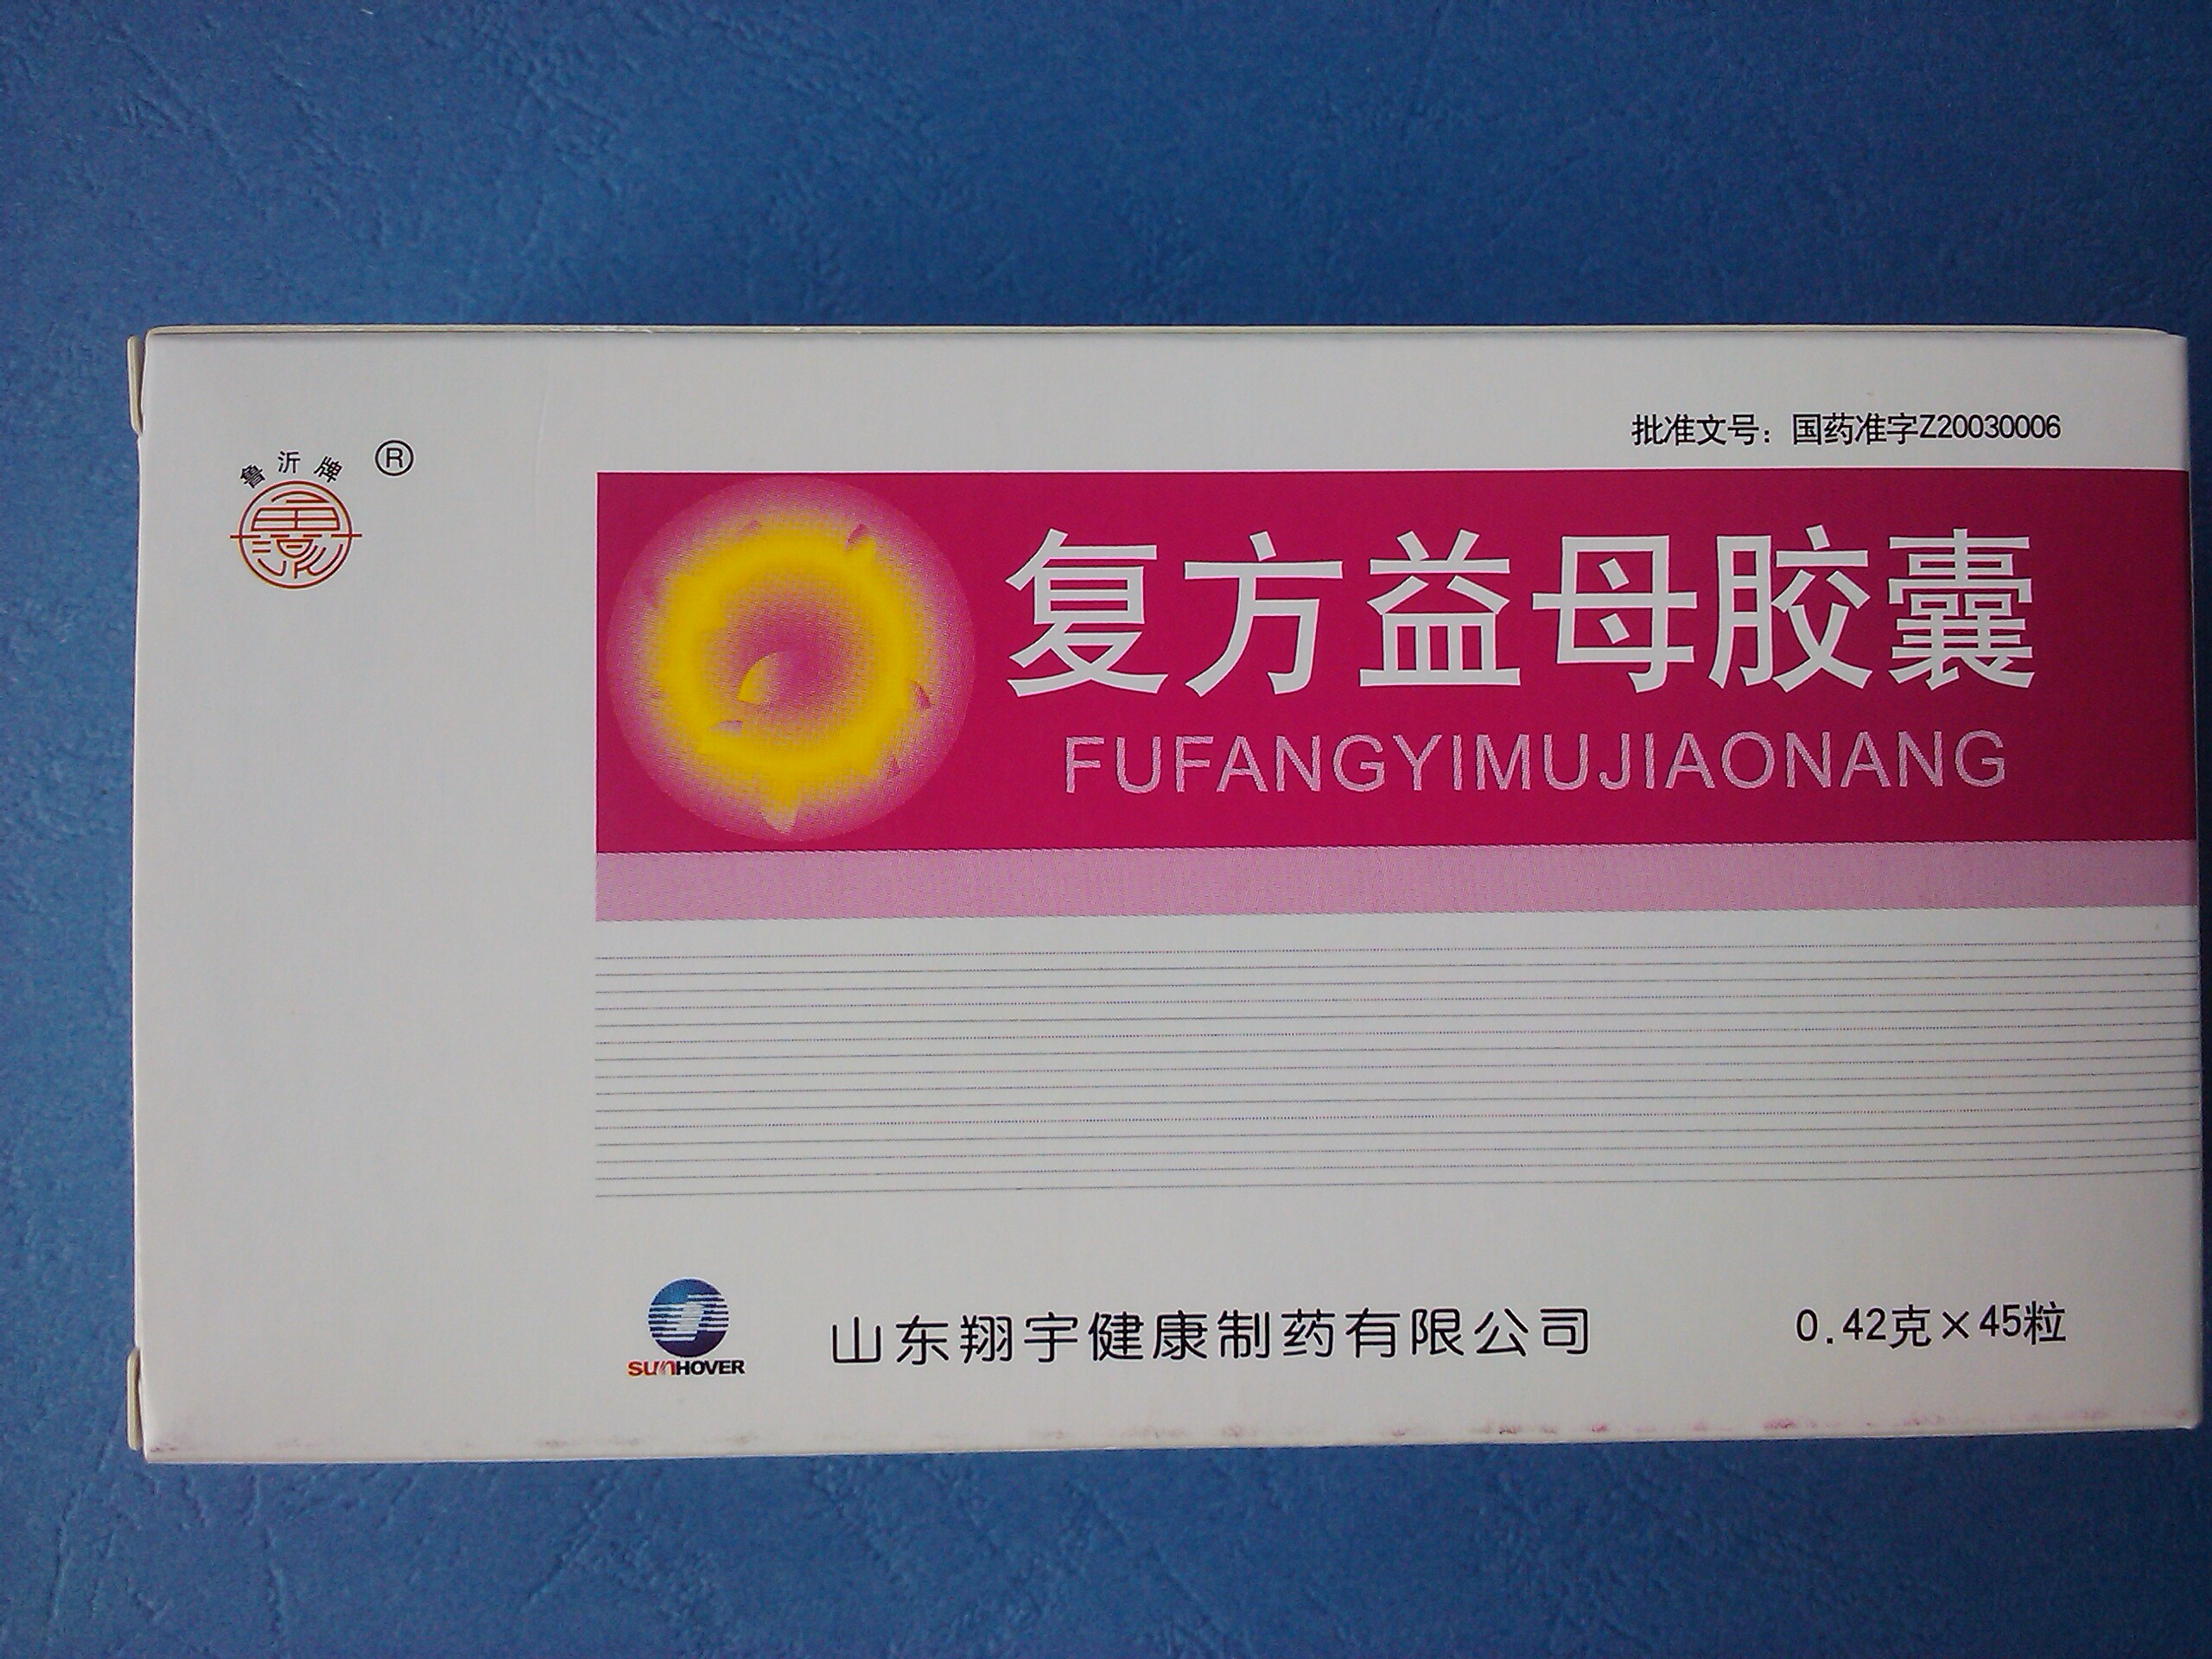 批准文号：国药准字Z20030006
鲁沂牌 ®
复方益母胶囊
FUFANGYIMUJIAONANG
SUNHOVER
山东翔宇健康制药有限公司
0.42克×45粒